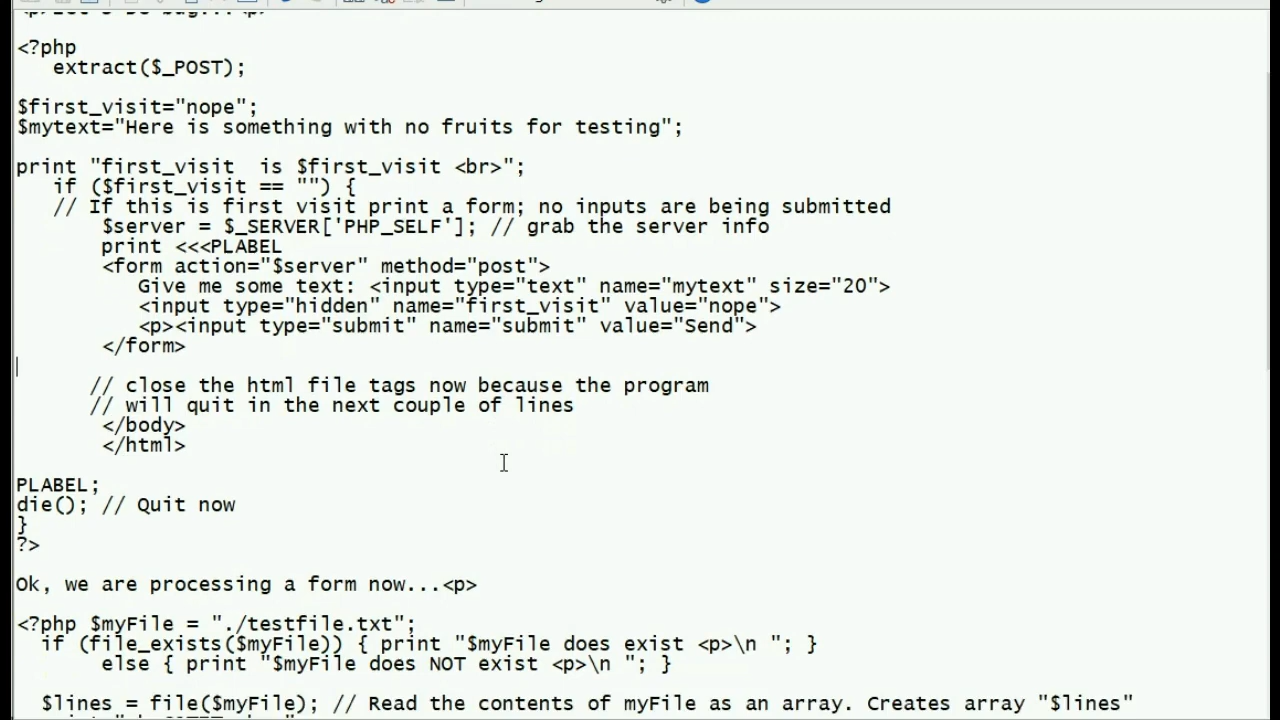 <?php
   extract($_POST);
$first_visit="nope";
$mytext="Here is something with no fruits for testing";
print "first_visit  is $first_visit <br>";
   if ($first_visit == "") {
   // If this is first visit print a form; no inputs are being submitted
       $server = $_SERVER['PHP_SELF']; // grab the server info
       print <<<PLABEL
       <form action="$server" method="post">
          Give me some text: <input type="text" name="mytext" size="20">
          <input type="hidden" name="first_visit" value="nope">
          <p><input type="submit" name="submit" value="Send">
       </form>
      // close the html file tags now because the program
      // will quit in the next couple of lines
       </body>
       </html>
PLABEL;
die(); // Quit now
}
?>
Ok, we are processing a form now...<p>
<?php $myFile = "./testfile.txt";
  if (file_exists($myFile)) { print "$myFile does exist <p>\n "; }
       else { print "$myFile does NOT exist <p>\n "; }
  $lines = file($myFile); // Read the contents of myFile as an array. Creates array "$lines"